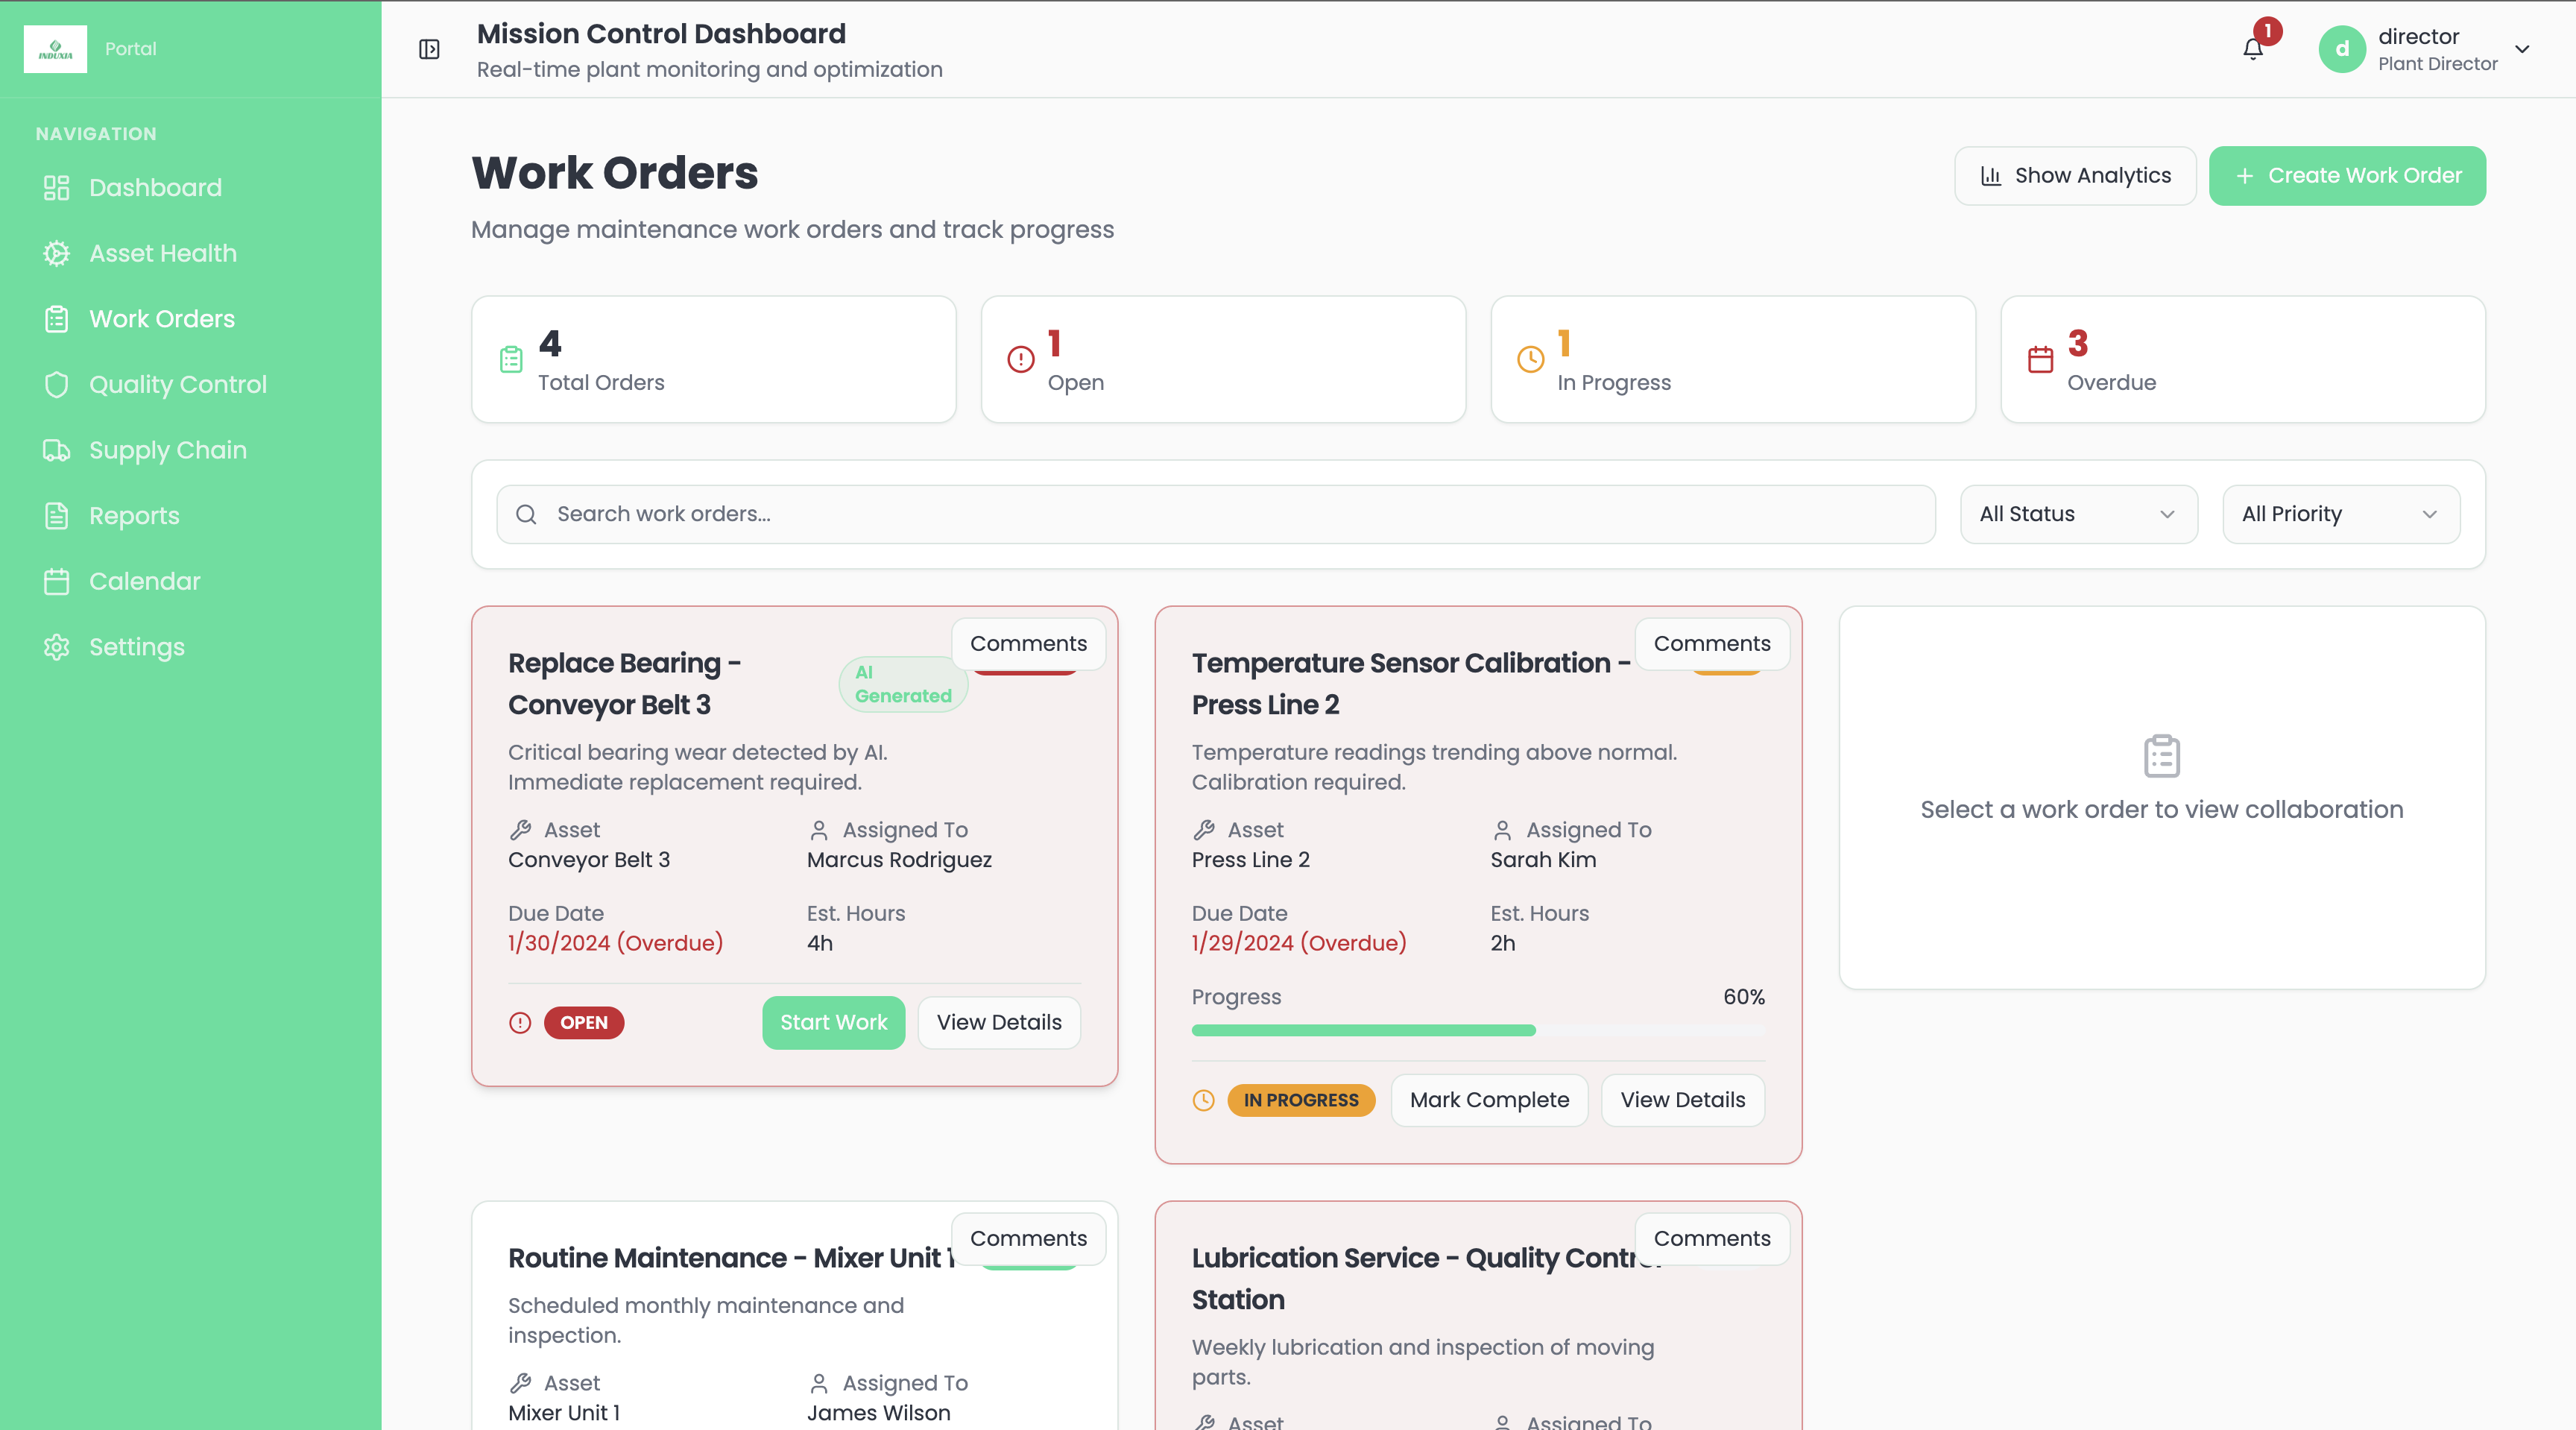 INDUXIA
Portal
NAVIGATION
Dashboard
Asset Health
Work Orders
Quality Control
Supply Chain
Reports
Calendar
Settings
Mission Control Dashboard
Real-time plant monitoring and optimization
1
d
director
Plant Director
Work Orders
Manage maintenance work orders and track progress
Show Analytics
Create Work Order
4
Total Orders
1
Open
1
In Progress
3
Overdue
Search work orders...
All Status
All Priority
Comments
Replace Bearing -
Conveyor Belt 3
AI
Generated
Critical bearing wear detected by AI.
Immediate replacement required.
Asset
Conveyor Belt 3
Assigned To
Marcus Rodriguez
Due Date
1/30/2024 (Overdue)
Est. Hours
4h
OPEN
Start Work
View Details
Comments
Temperature Sensor Calibration -
Press Line 2
Temperature readings trending above normal.
Calibration required.
Asset
Press Line 2
Assigned To
Sarah Kim
Due Date
1/29/2024 (Overdue)
Est. Hours
2h
Progress
60%
IN PROGRESS
Mark Complete
View Details
Select a work order to view collaboration
Comments
Routine Maintenance - Mixer Unit 1
Scheduled monthly maintenance and
inspection.
Asset
Mixer Unit 1
Assigned To
James Wilson
Comments
Lubrication Service - Quality Control
Station
Weekly lubrication and inspection of moving
parts.
Asset
Assigned To